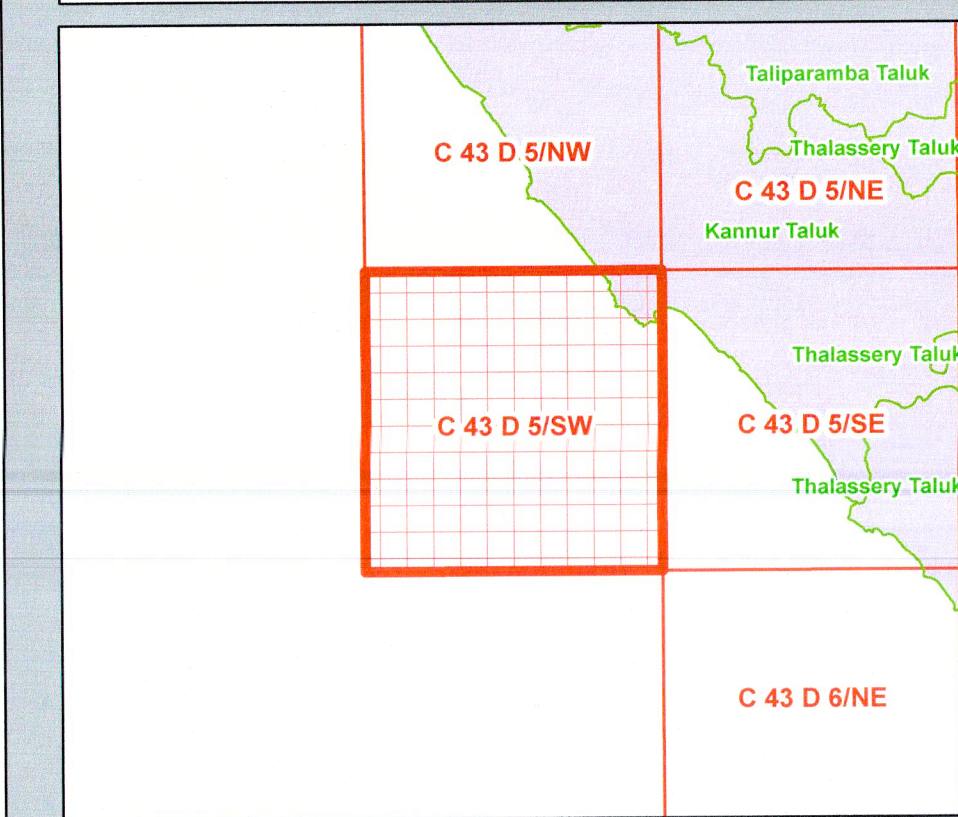 Taliparamba Taluk
C 43 D 5/NW
Thalassery Taluk
C 43 D 5/NE
Kannur Taluk
Thalassery Taluk
C 43 D 5/SW
C 43 D 5/SE
Thalassery Taluk
C 43 D 6/NE